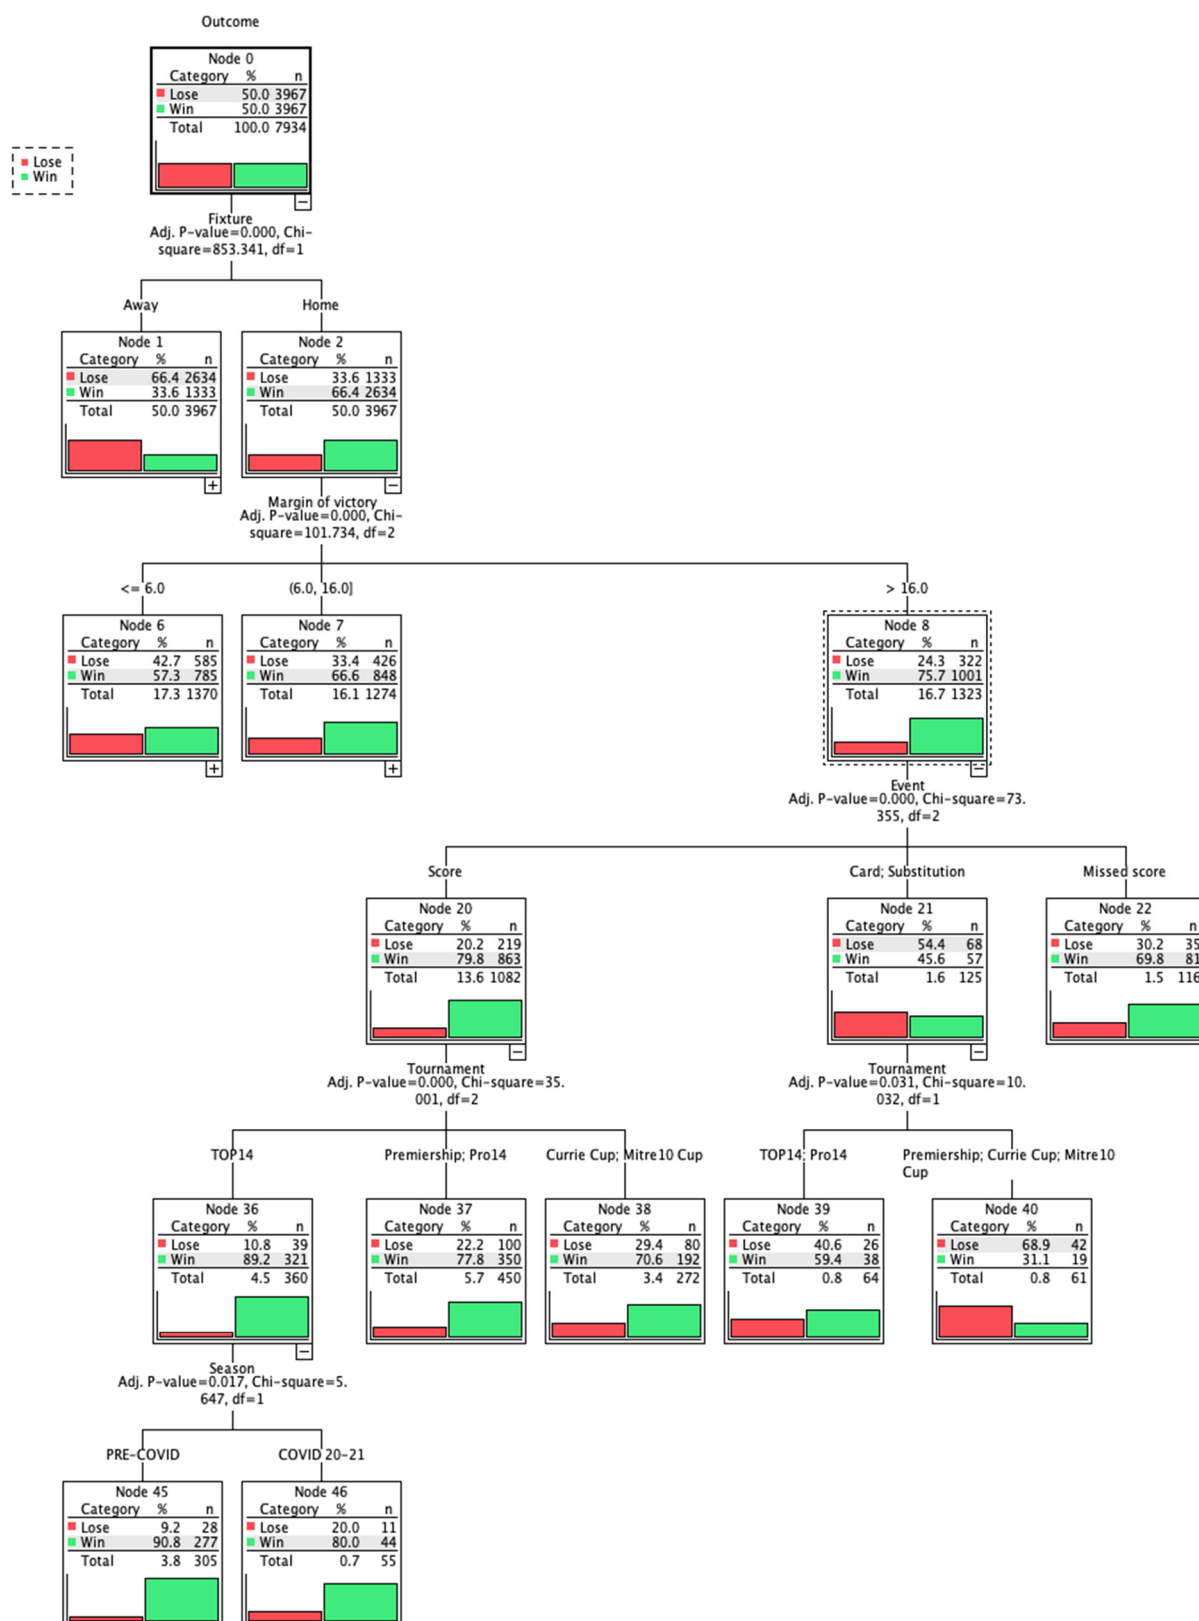 Outcome
Node 0
Category % n
Lose 50.0 3967
Win 50.0 3967
Total 100.0 7934
Lose
Win
Fixture
Adj. P-value=0.000, Chi-
square=853.341, df=1
Away
Home
Node 1
Category % n
Lose 66.4 2634
Win 33.6 1333
Total 50.0 3967
Node 2
Category % n
Lose 33.6 1333
Win 66.4 2634
Total 50.0 3967
Margin of victory
Adj. P-value=0.000, Chi-
square=101.734, df=2
<= 6.0
(6.0, 16.0]
> 16.0
Node 6
Category % n
Lose 42.7 585
Win 57.3 785
Total 17.3 1370
Node 7
Category % n
Lose 33.4 426
Win 66.6 848
Total 16.1 1274
Node 8
Category % n
Lose 24.3 322
Win 75.7 1001
Total 16.7 1323
Event
Adj. P-value=0.000, Chi-square=73.
355, df=2
Score
Card; Substitution
Missed score
Node 20
Category % n
Lose 20.2 219
Win 79.8 863
Total 13.6 1082
Node 21
Category % n
Lose 54.4 68
Win 45.6 57
Total 1.6 125
Node 22
Category % n
Lose 30.2 35
Win 69.8 81
Total 1.5 116
Tournament
Adj. P-value=0.000, Chi-square=35.
001, df=2
Tournament
Adj. P-value=0.031, Chi-square=10.
032, df=1
TOP14
Premiership; Pro14
Currie Cup; Mitre10 Cup
TOP14; Pro14
Premiership; Currie Cup; Mitre10
Cup
Node 36
Category % n
Lose 10.8 39
Win 89.2 321
Total 4.5 360
Node 37
Category % n
Lose 22.2 100
Win 77.8 350
Total 5.7 450
Node 38
Category % n
Lose 29.4 80
Win 70.6 192
Total 3.4 272
Node 39
Category % n
Lose 40.6 26
Win 59.4 38
Total 0.8 64
Node 40
Category % n
Lose 68.9 42
Win 31.1 19
Total 0.8 61
Season
Adj. P-value=0.017, Chi-square=5.
647, df=1
PRE-COVID
COVID 20-21
Node 45
Category % n
Lose 9.2 28
Win 90.8 277
Total 3.8 305
Node 46
Category % n
Lose 20.0 11
Win 80.0 44
Total 0.7 55